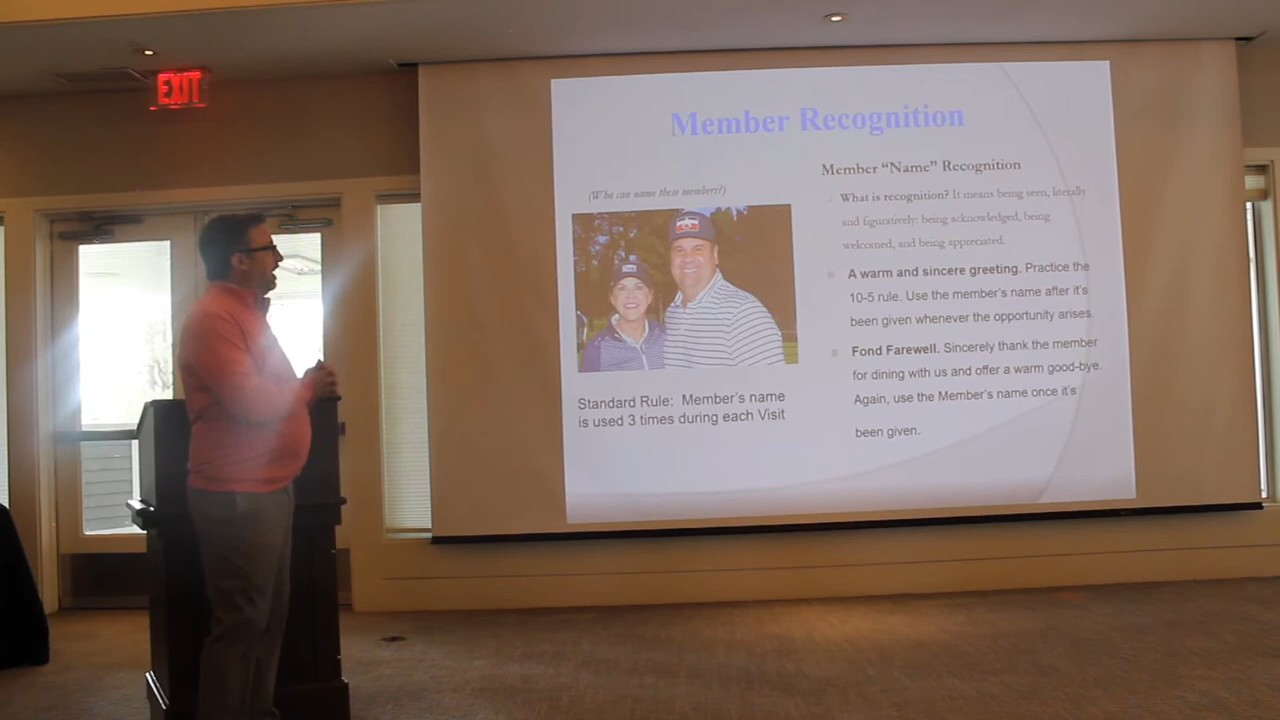 EXIT
Member Recognition
(Who can name these members?)
Standard Rule: Member's name
is used 3 times during each Visit
Member “Name” Recognition
What is recognition? It means being seen, literally
and figuratively: being acknowledged, being
welcomed, and being appreciated.
A warm and sincere greeting. Practice the
10-5 rule. Use the member's name after it's
been given whenever the opportunity arises.
Fond Farewell. Sincerely thank the member
for dining with us and offer a warm good-bye.
Again, use the Member's name once it's
been given.